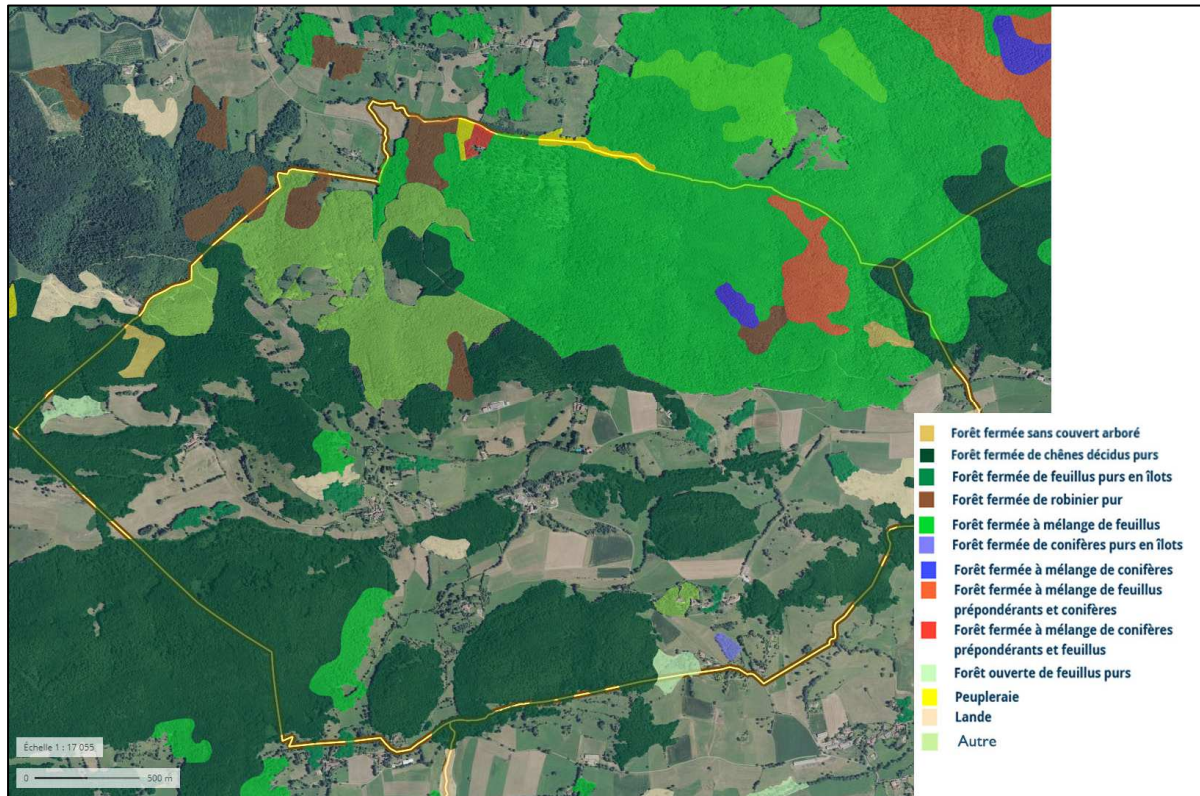 Forêt fermée sans couvert arboré
Forêt fermée de chênes décidus purs
Forêt fermée de feuillus purs en îlots
Forêt fermée de robinier pur
Forêt fermée à mélange de feuillus
Forêt fermée de conifères purs en îlots
Forêt fermée à mélange de conifères
Forêt fermée à mélange de feuillus
prépondérants et conifères
Forêt fermée à mélange de conifères
prépondérants et feuillus
Forêt ouverte de feuillus purs
Peupleraie
Lande
Autre
Échelle 1 : 17 055
0 500 m